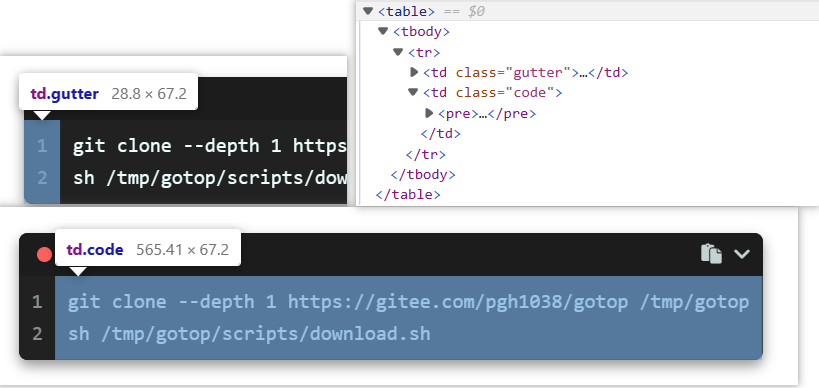 <table> == $0
<tbody>
<tr>
<td class="gutter">…</td>
<td class="code">
<pre>…</pre>
</td>
</tr>
</tbody>
</table>
td.gutter 28.8 × 67.2
1 git clone --depth 1 https
2 sh /tmp/gotop/scripts/dow
td.code 565.41 × 67.2
1 git clone --depth 1 https://gitee.com/pgh1038/gotop /tmp/gotop
2 sh /tmp/gotop/scripts/download.sh